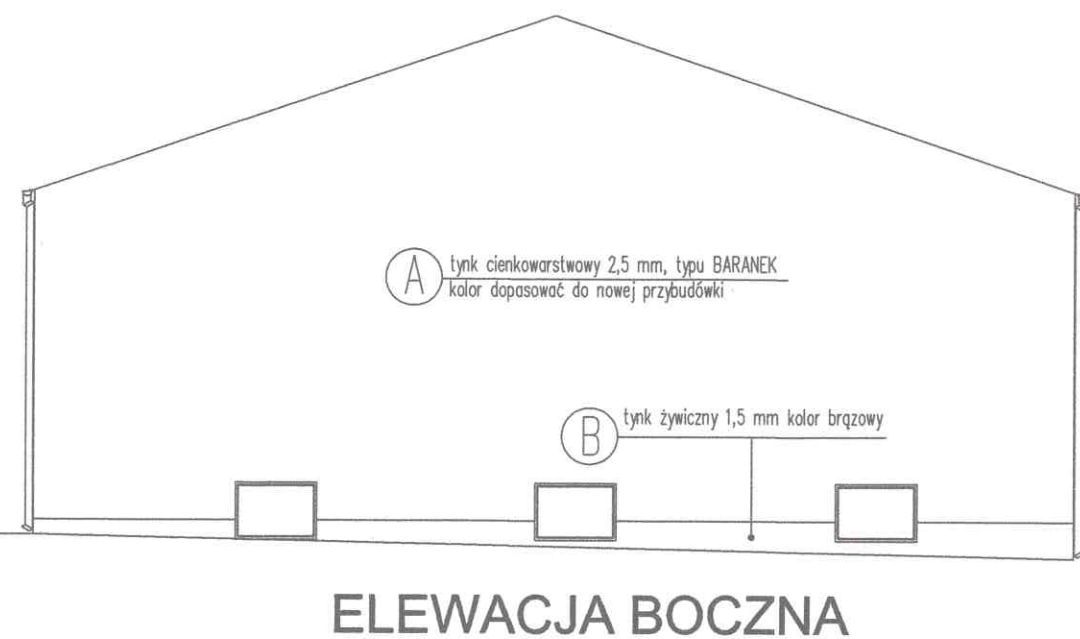 A
tynk cienkowarstwowy 2,5 mm, typu BARANEK
kolor dopasować do nowej przybudówki
B
tynk żywiczny 1,5 mm kolor brązowy
ELEWACJA BOCZNA